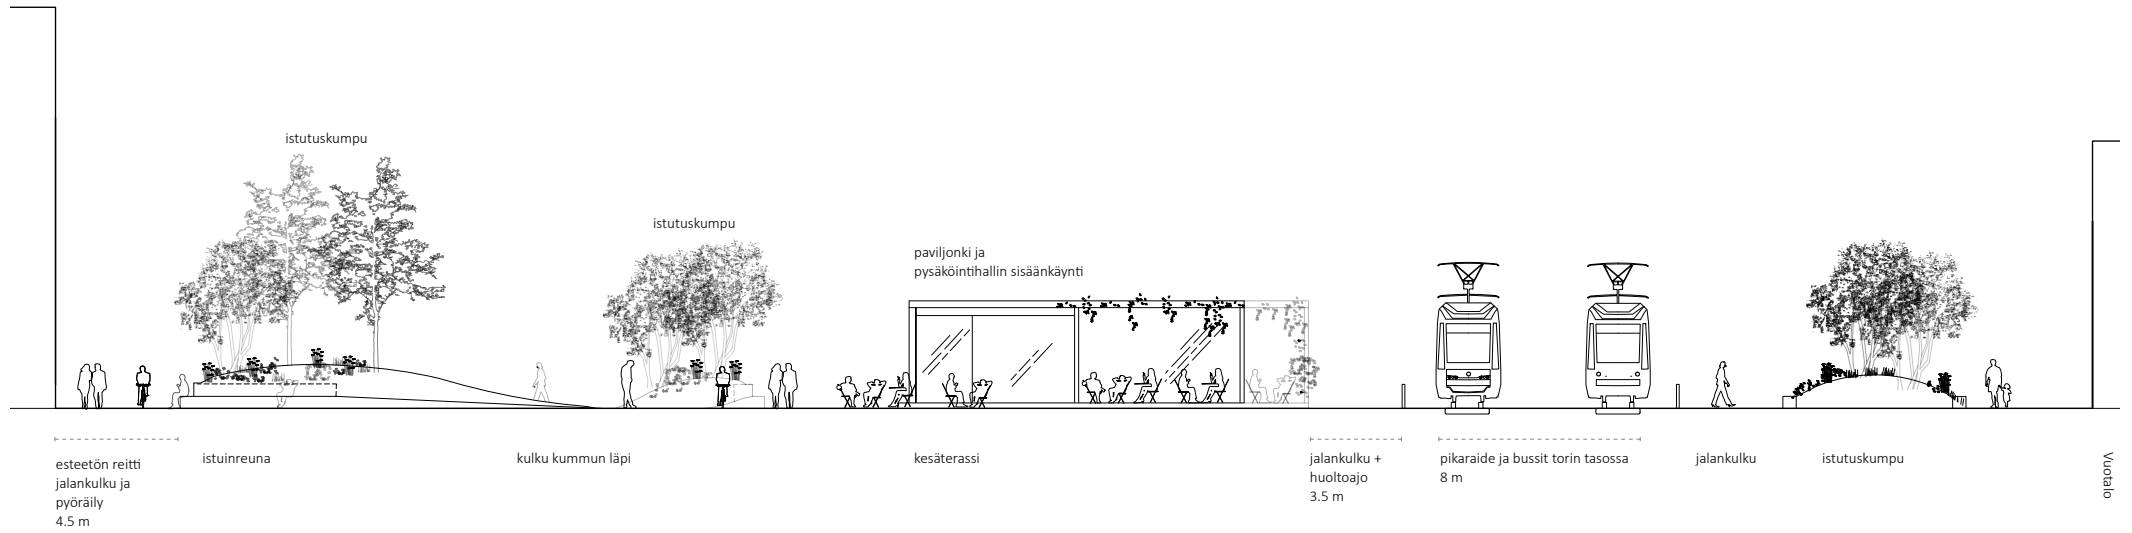 istutuskumpu
istutuskumpu
paviljonki ja
pysäköintihallin sisäänkäynti
esteetön reitti
jalankulku ja
pyöräily
4.5 m
istuinreuna
kulku kummun läpi
kesäterassi
jalankulku +
huoltoajo
3.5 m
pikaraide ja bussit torin tasossa
8 m
jalankulku
istutuskumpu
Vuotalo